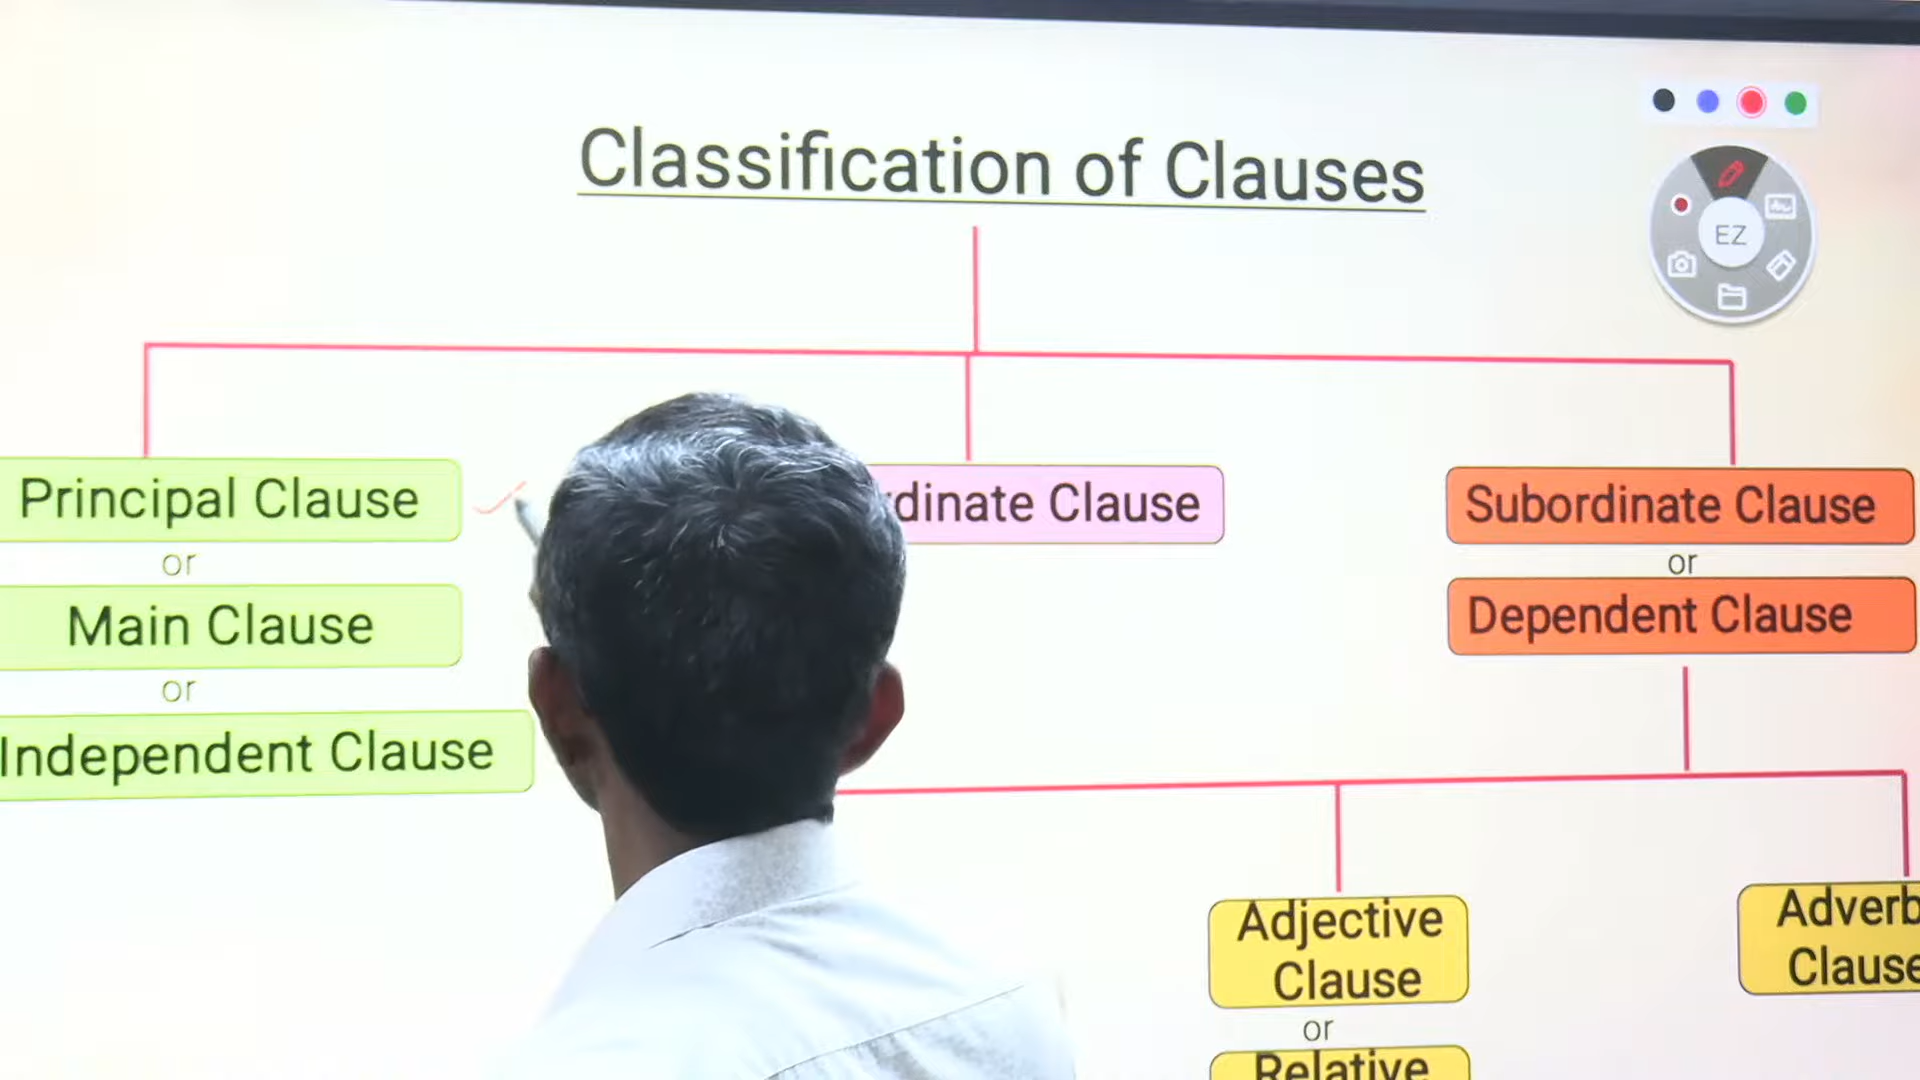 Classification of Clauses
EZ
Principal Clause
or
Main Clause
or
Independent Clause
Clause
Subordinate Clause
or
Dependent Clause
Adjective
Clause
or
Relative
Adverb
Clause